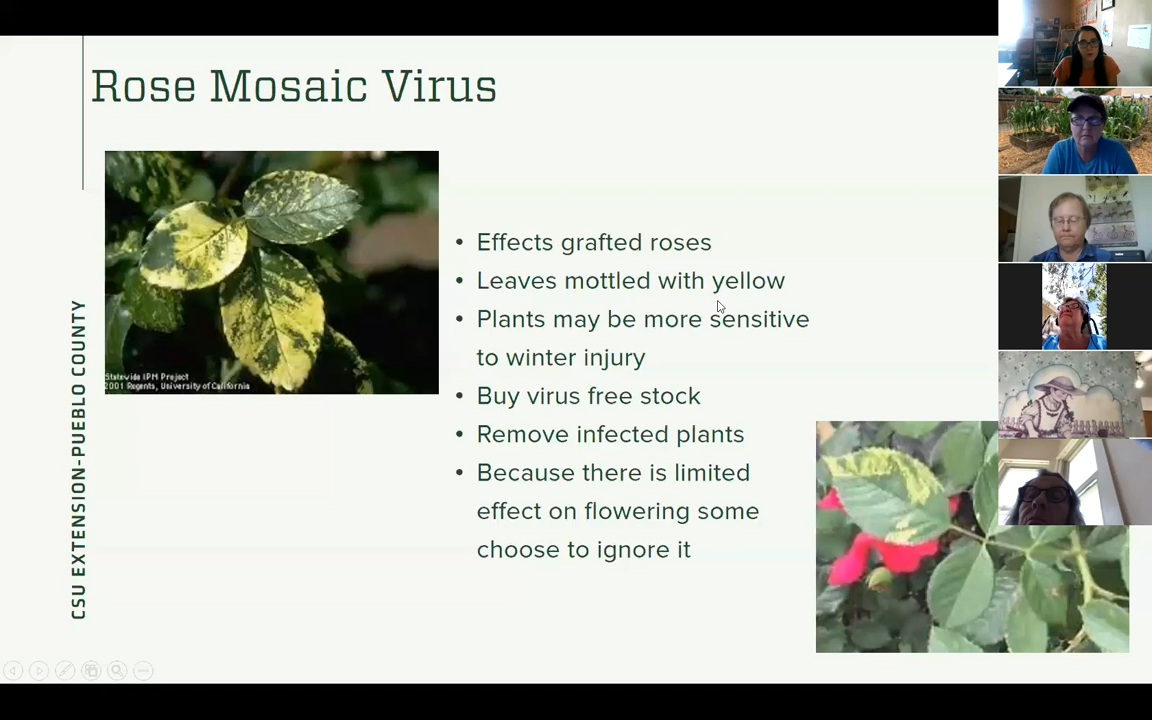 Rose Mosaic Virus
Statewide IPM Project
2001 Regents, University of California
CSU EXTENSION-PUEBLO COUNTY
• Effects grafted roses
• Leaves mottled with yellow
• Plants may be more sensitive
to winter injury
• Buy virus free stock
• Remove infected plants
• Because there is limited
effect on flowering some
choose to ignore it